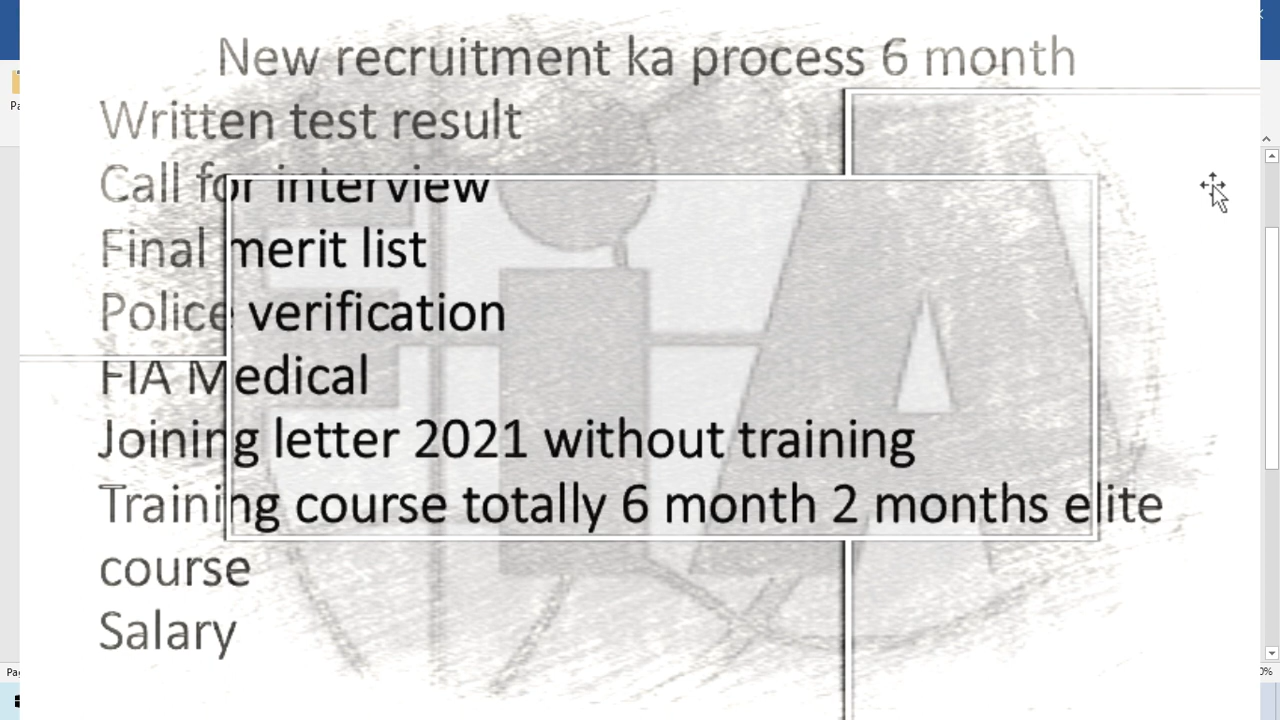 New recruitment ka process 6 month
Written test result
Call for interview
Final merit list
Police verification
FIA Medical
Joining letter 2021 without training
Training course totally 6 month 2 months elite
course
Salary